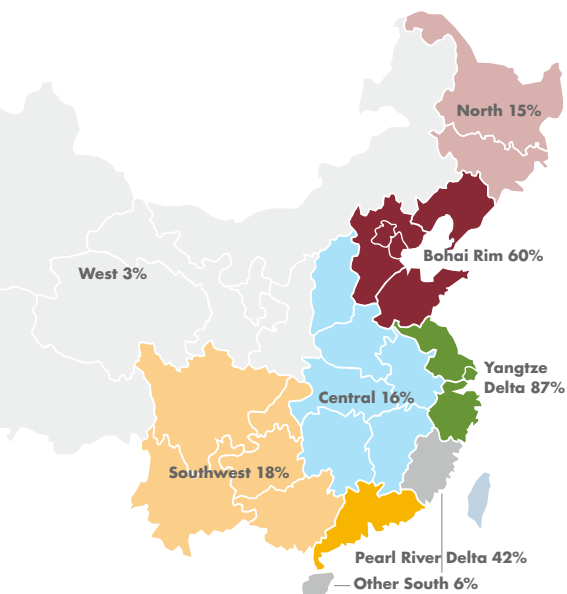 North 15%
Bohai Rim 60%
West 3%
Yangtze
Delta 87%
Central 16%
Southwest 18%
Pearl River Delta 42%
Other South 6%